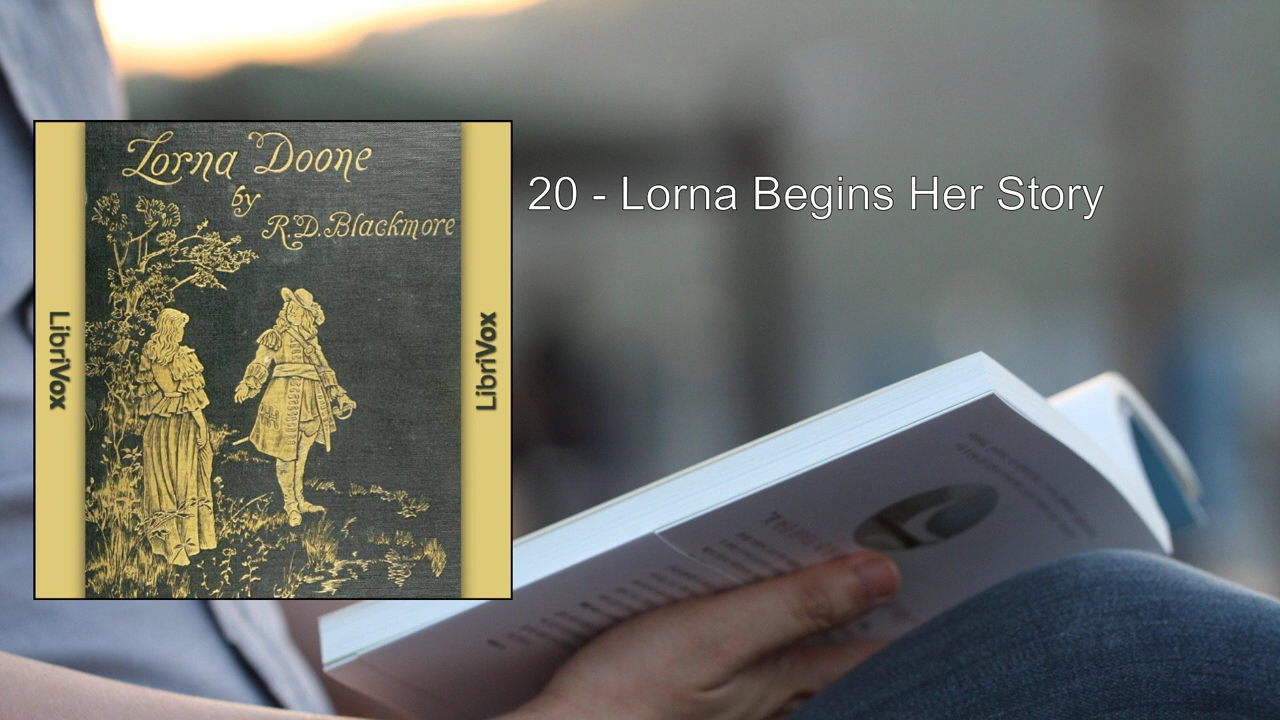 Lorna Doone
by
R.D. Blackmore
LibriVox
LibriVox
20 - Lorna Begins Her Story